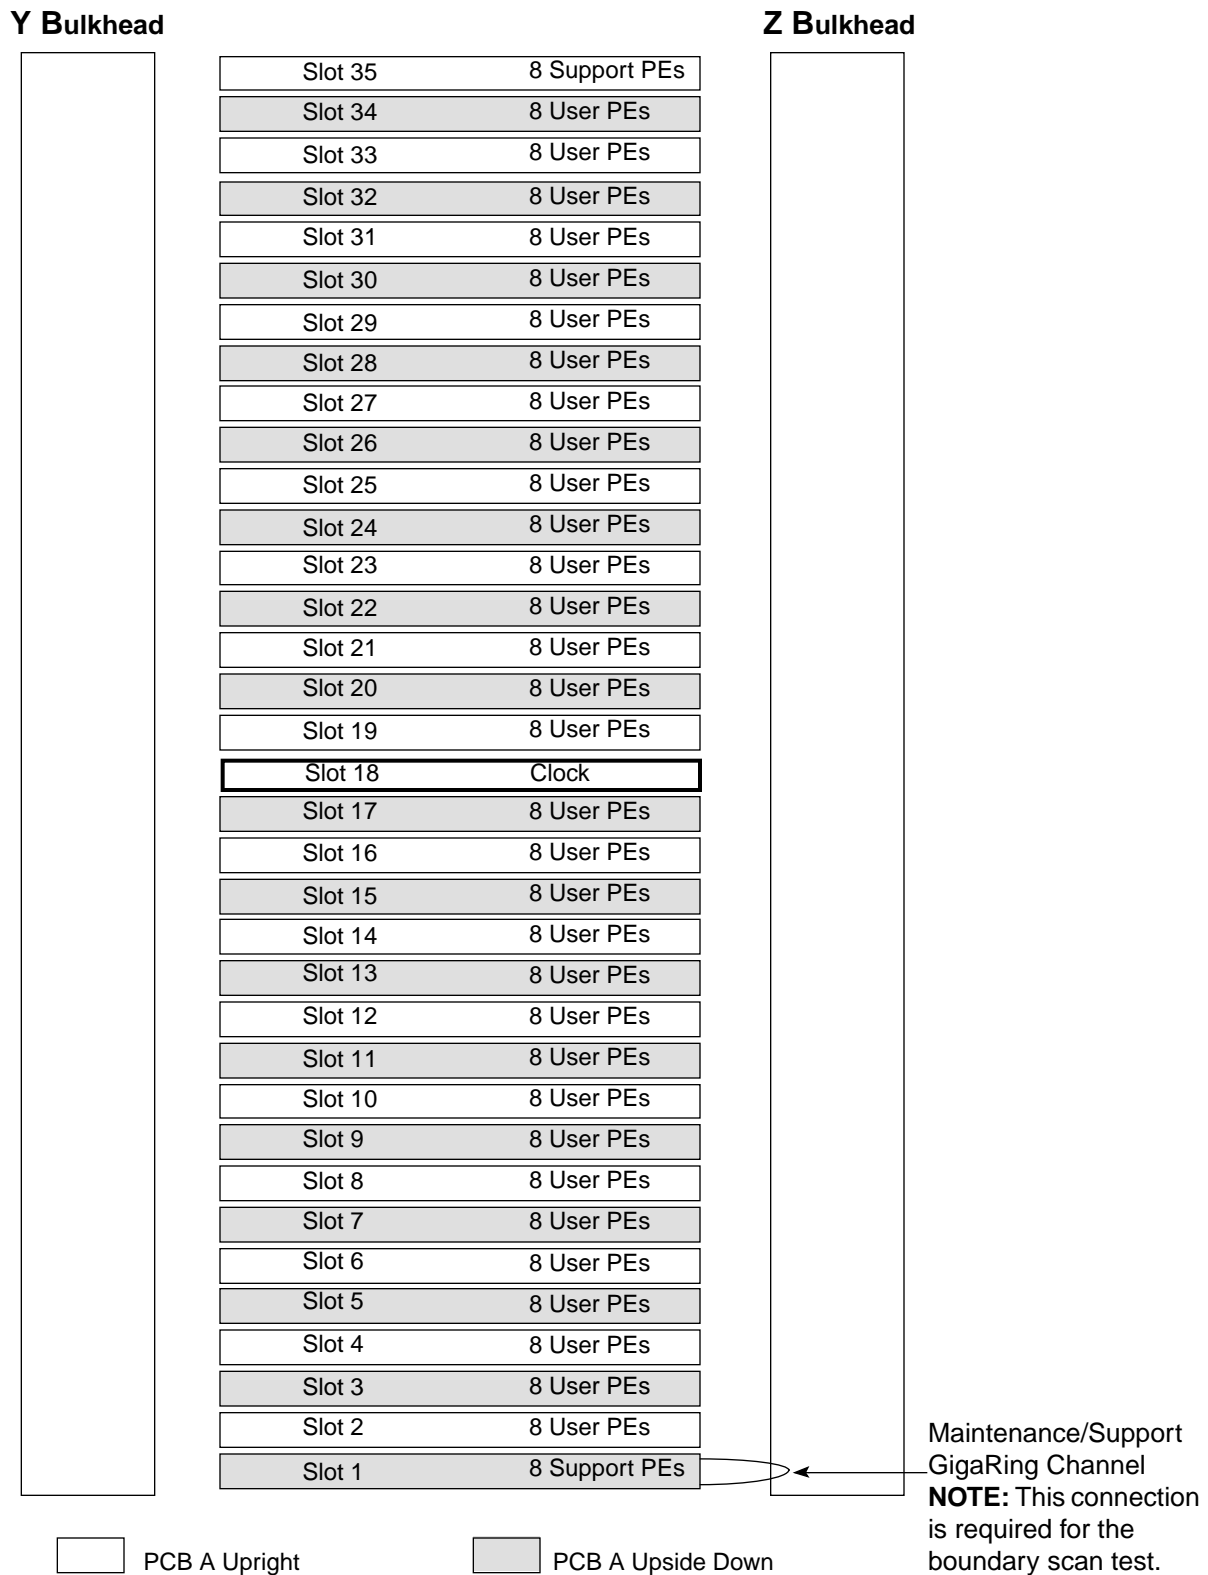 Y Bulkhead Z Bulkhead
Slot 35 8 Support PEs
Slot 34 8 User PEs
Slot 33 8 User PEs
Slot 32 8 User PEs
Slot 31 8 User PEs
Slot 30 8 User PEs
Slot 29 8 User PEs
Slot 28 8 User PEs
Slot 27 8 User PEs
Slot 26 8 User PEs
Slot 25 8 User PEs
Slot 24 8 User PEs
Slot 23 8 User PEs
Slot 22 8 User PEs
Slot 21 8 User PEs
Slot 20 8 User PEs
Slot 19 8 User PEs
Slot 18 Clock
Slot 17 8 User PEs
Slot 16 8 User PEs
Slot 15 8 User PEs
Slot 14 8 User PEs
Slot 13 8 User PEs
Slot 12 8 User PEs
Slot 11 8 User PEs
Slot 10 8 User PEs
Slot 9 8 User PEs
Slot 8 8 User PEs
Slot 7 8 User PEs
Slot 6 8 User PEs
Slot 5 8 User PEs
Slot 4 8 User PEs
Slot 3 8 User PEs
Slot 2 8 User PEs
Slot 1 8 Support PEs
Maintenance/Support
GigaRing Channel
NOTE: This connection
is required for the
boundary scan test.
PCB A Upright PCB A Upside Down